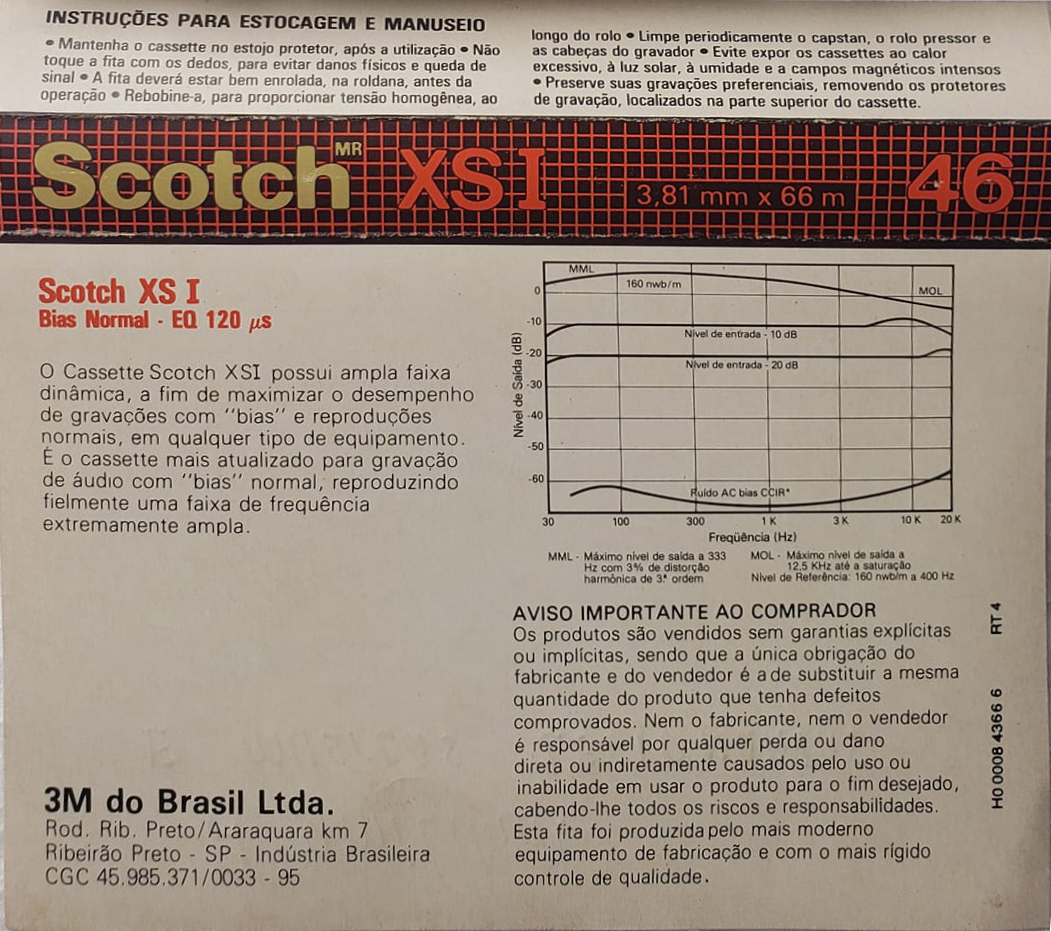 INSTRUÇÕES PARA ESTOCAGEM E MANUSEIO
• Mantenha o cassette no estojo protetor, após a utilização • Não
toque a fita com os dedos, para evitar danos físicos e queda de
sinal • A fita deverá estar bem enrolada, na roldana, antes da
operação • Rebobine-a, para proporcionar tensão homogênea, ao
longo do rolo • Limpe periodicamente o capstan, o rolo pressor e
as cabeças do gravador • Evite expor os cassettes ao calor
excessivo, à luz solar, à umidade e a campos magnéticos intensos
• Preserve suas gravações preferenciais, removendo os protetores
de gravação, localizados na parte superior do cassette.
Scotch MR XS I 3,81 mm x 66 m 46
Scotch XS I
Bias Normal - EQ 120 µs
O Cassette Scotch XSI possui ampla faixa
dinâmica, a fim de maximizar o desempenho
de gravações com "bias" e reproduções
normais, em qualquer tipo de equipamento.
É o cassette mais atualizado para gravação
de áudio com "bias" normal, reproduzindo
fielmente uma faixa de frequência
extremamente ampla.
3M do Brasil Ltda.
Rod. Rib. Preto/Araraquara km 7
Ribeirão Preto - SP - Indústria Brasileira
CGC 45.985.371/0033 - 95
MML
160 nwb/m
MOL
Nível de entrada - 10 dB
Nível de entrada - 20 dB
Ruído AC bias CCIR*
Nível de Saída (dB)
0
-10
-20
-30
-40
-50
-60
30 100 300 1 K 3 K 10 K 20 K
Freqüência (Hz)
MML - Máximo nível de saída a 333
Hz com 3% de distorção
harmônica de 3.ª ordem
MOL - Máximo nível de saída a
12,5 KHz até a saturação
Nível de Referência: 160 nwb/m a 400 Hz
AVISO IMPORTANTE AO COMPRADOR
Os produtos são vendidos sem garantias explícitas
ou implícitas, sendo que a única obrigação do
fabricante e do vendedor é a de substituir a mesma
quantidade do produto que tenha defeitos
comprovados. Nem o fabricante, nem o vendedor
é responsável por qualquer perda ou dano
direta ou indiretamente causados pelo uso ou
inabilidade em usar o produto para o fim desejado,
cabendo-lhe todos os riscos e responsabilidades.
Esta fita foi produzida pelo mais moderno
equipamento de fabricação e com o mais rígido
controle de qualidade.
H0 0008 4366 6 RT 4